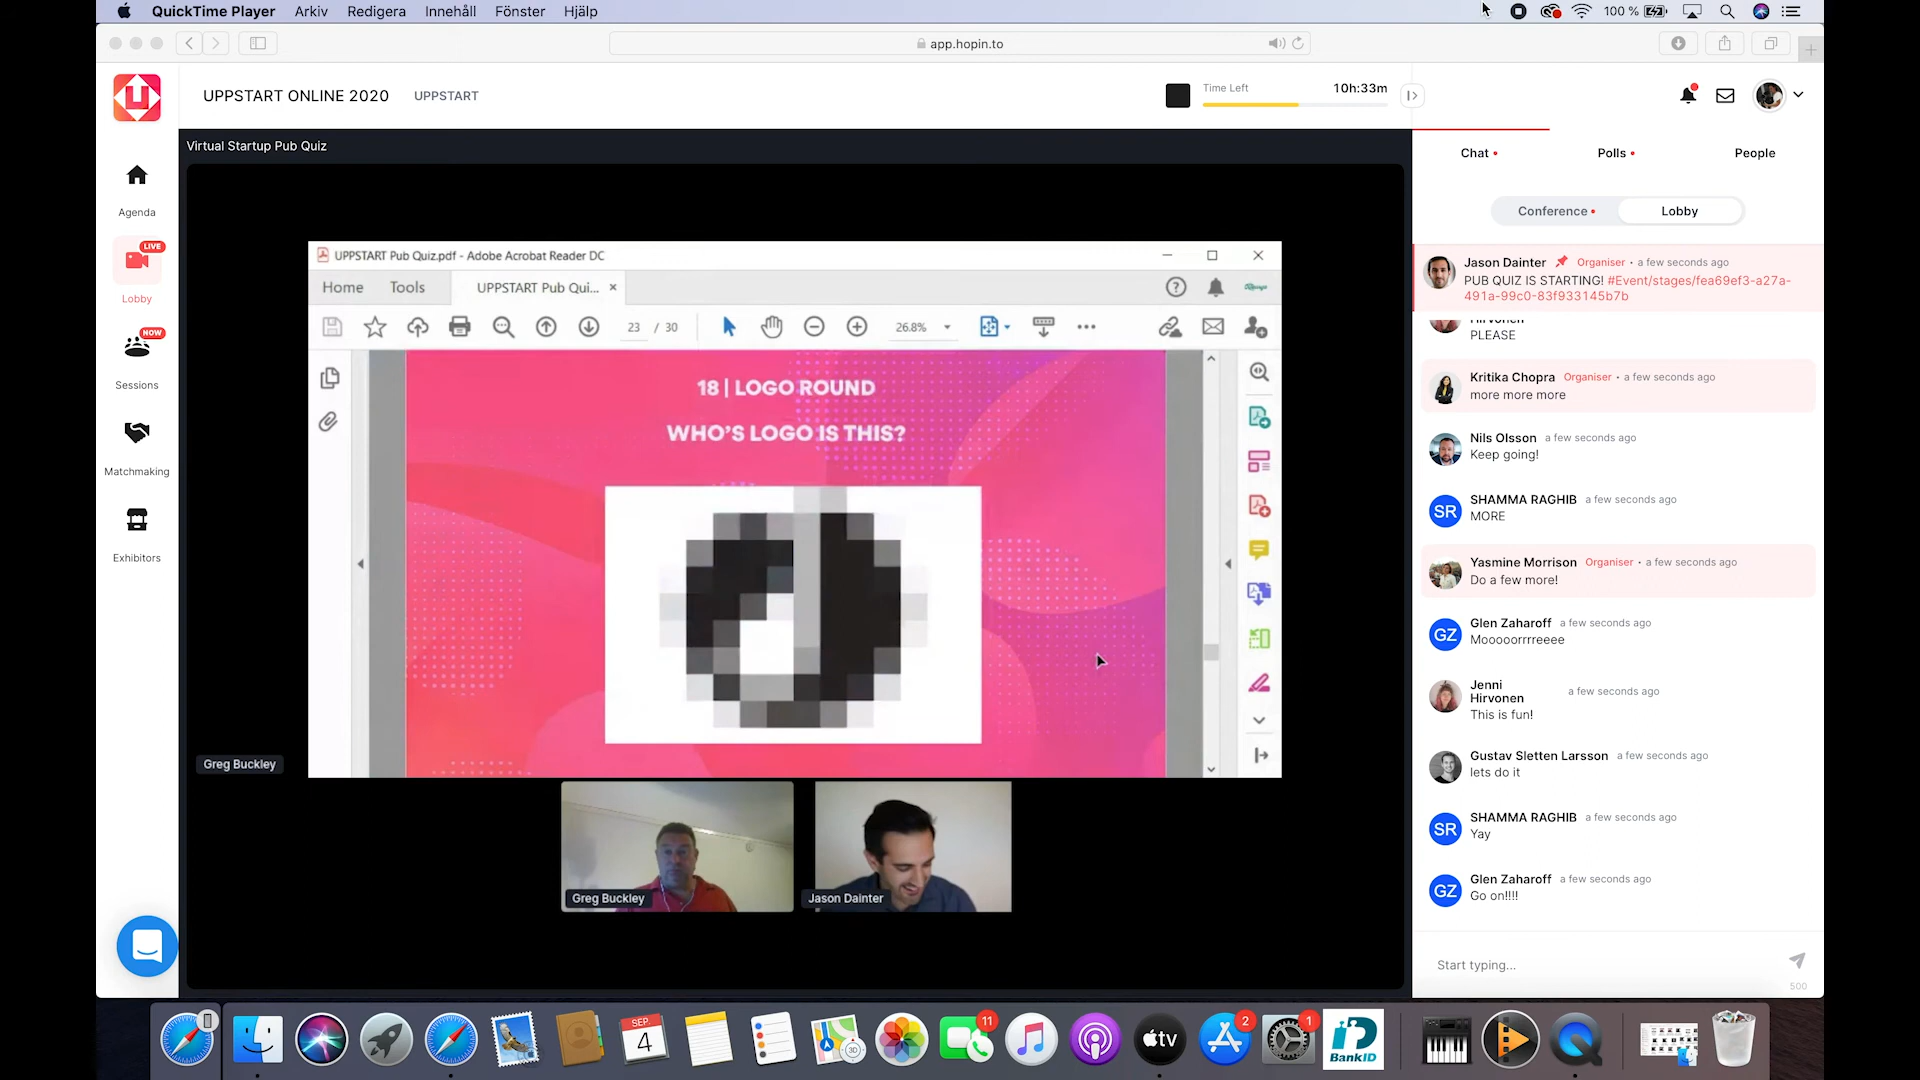 QuickTime Player Arkiv Redigera Innehåll Fönster Hjälp 100 %
app.hopin.to
UPPSTART ONLINE 2020 UPPSTART
Time Left 10h:33m
Agenda
LIVE
Lobby
NOW
Sessions
Matchmaking
Exhibitors
Virtual Startup Pub Quiz
UPPSTART Pub Quiz.pdf - Adobe Acrobat Reader DC
Home Tools UPPSTART Pub Qui...
23 / 30 26.8%
18 | LOGO ROUND
WHO'S LOGO IS THIS?
Greg Buckley
Greg Buckley
Jason Dainter
Chat Polls People
Conference Lobby
Jason Dainter Organiser • a few seconds ago
PUB QUIZ IS STARTING! #Event/stages/fea69ef3-a27a-
491a-99c0-83f933145b7b
Hirvonen
PLEASE
Kritika Chopra Organiser • a few seconds ago
more more more
Nils Olsson a few seconds ago
Keep going!
SR SHAMMA RAGHIB a few seconds ago
MORE
Yasmine Morrison Organiser • a few seconds ago
Do a few more!
GZ Glen Zaharoff a few seconds ago
Mooooorrrreeee
Jenni
Hirvonen a few seconds ago
This is fun!
Gustav Sletten Larsson a few seconds ago
lets do it
SR SHAMMA RAGHIB a few seconds ago
Yay
GZ Glen Zaharoff a few seconds ago
Go on!!!!
Start typing...
500
SEP
4
3D
11
tv
2
1
BankID